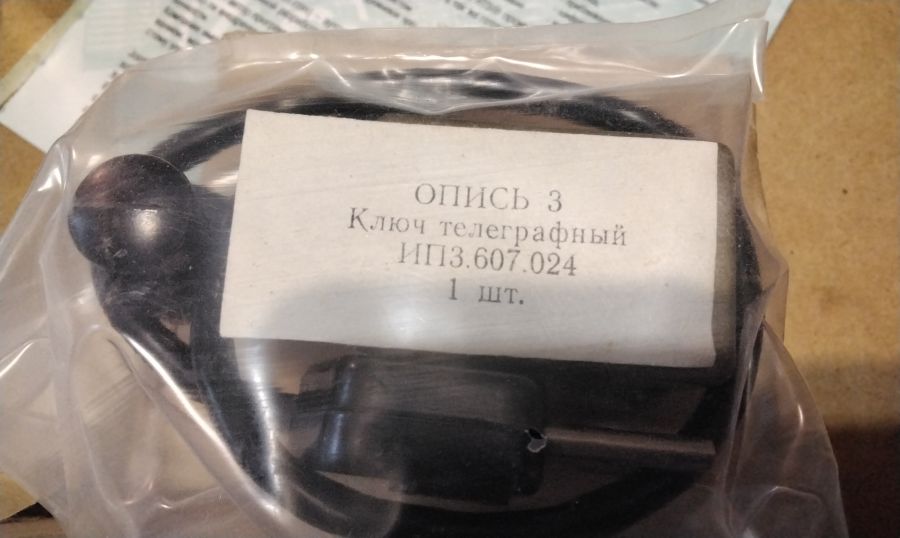 ОПИСЬ 3
Ключ телеграфный
ИП3.607.024
1 шт.